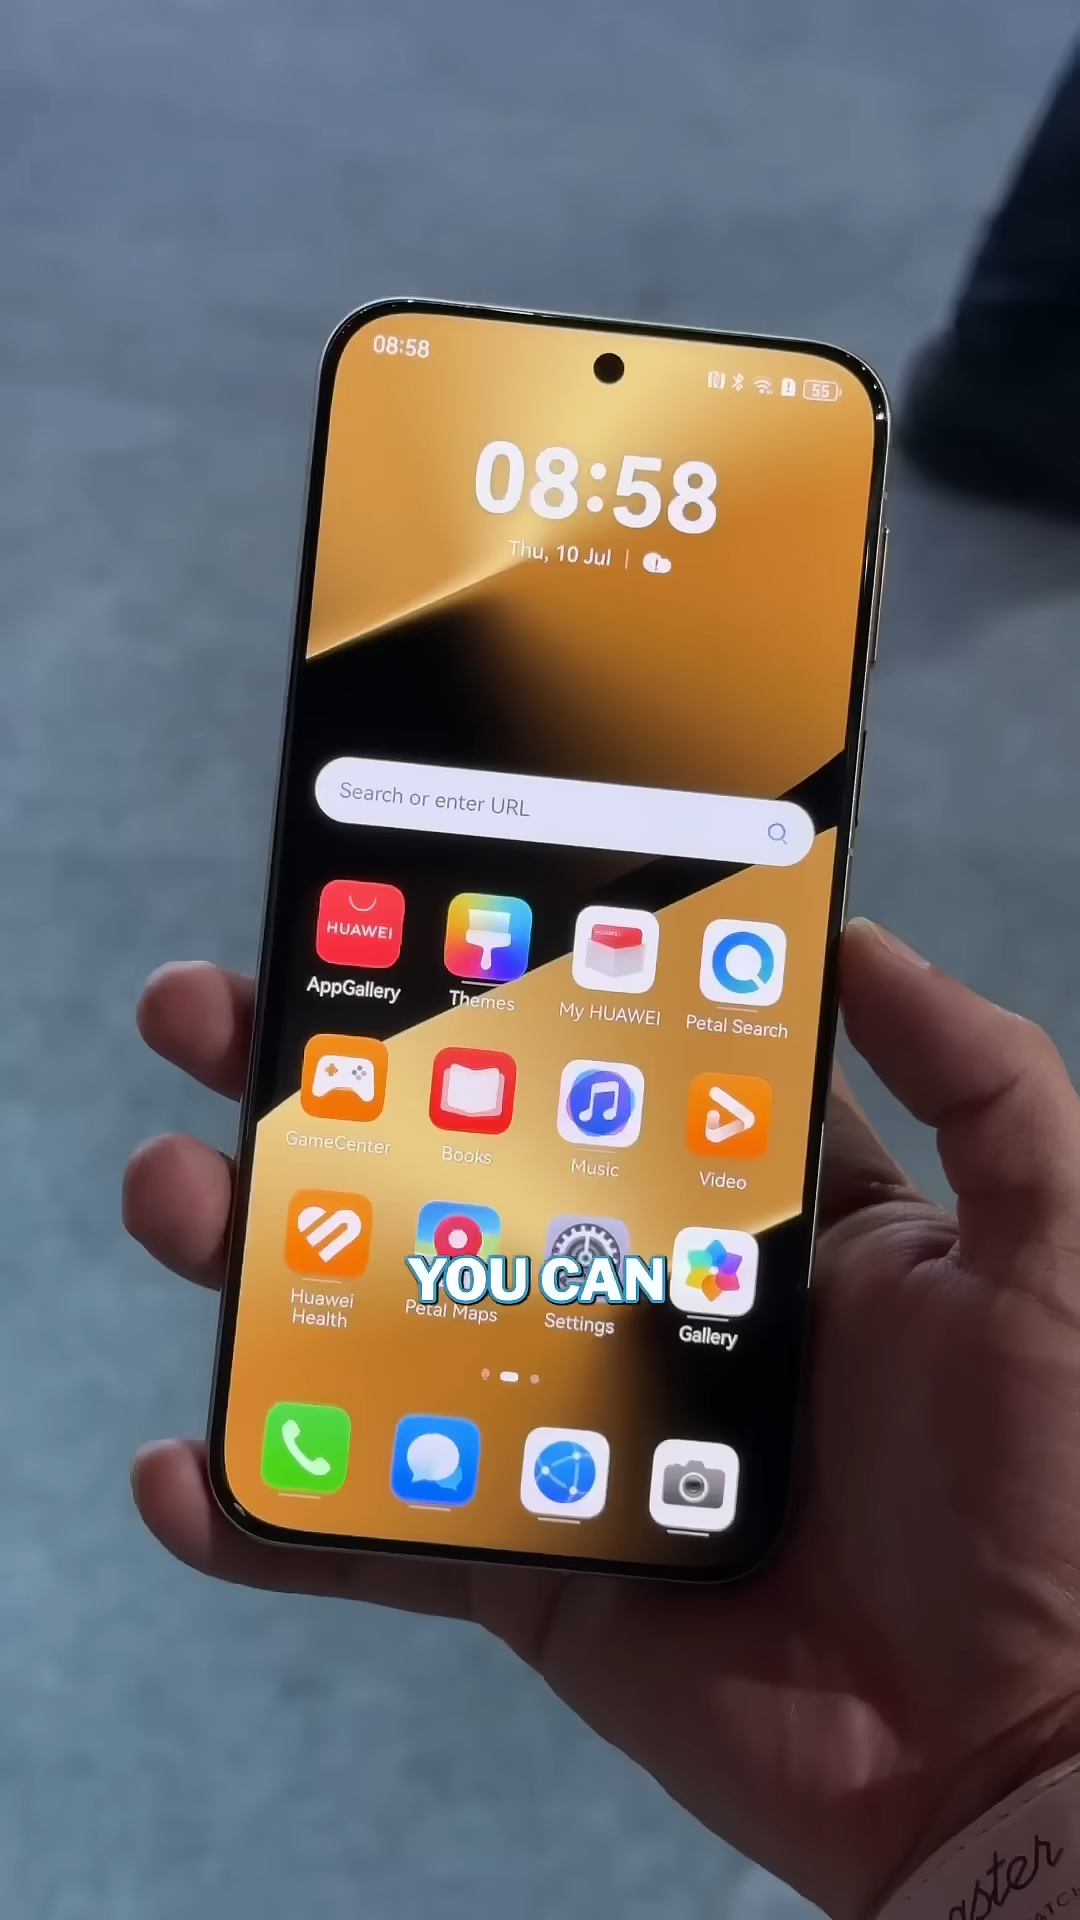 08:58
55
08:58
Thu, 10 Jul
Search or enter URL
HUAWEI
HUAWEI
AppGallery
Themes
My HUAWEI
Petal Search
GameCenter
Books
Music
Video
YOU CAN
Huawei
Health
Petal Maps
Settings
Gallery